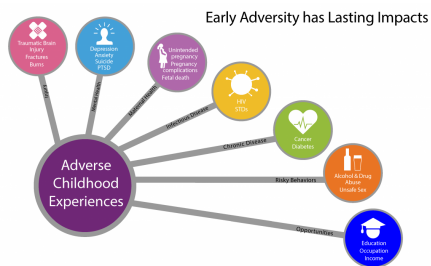 Early Adversity has Lasting Impacts
Traumatic Brain
Injury
Fractures
Burns
Depression
Anxiety
Suicide
PTSD
Unintended
pregnancy
Pregnancy
complications
Fetal death
HIV
STDs
Cancer
Diabetes
Alcohol & Drug
Abuse
Unsafe Sex
Education
Occupation
Income
Injury
Mental Health
Maternal Health
Infectious Disease
Chronic Disease
Risky Behaviors
Opportunities
Adverse
Childhood
Experiences